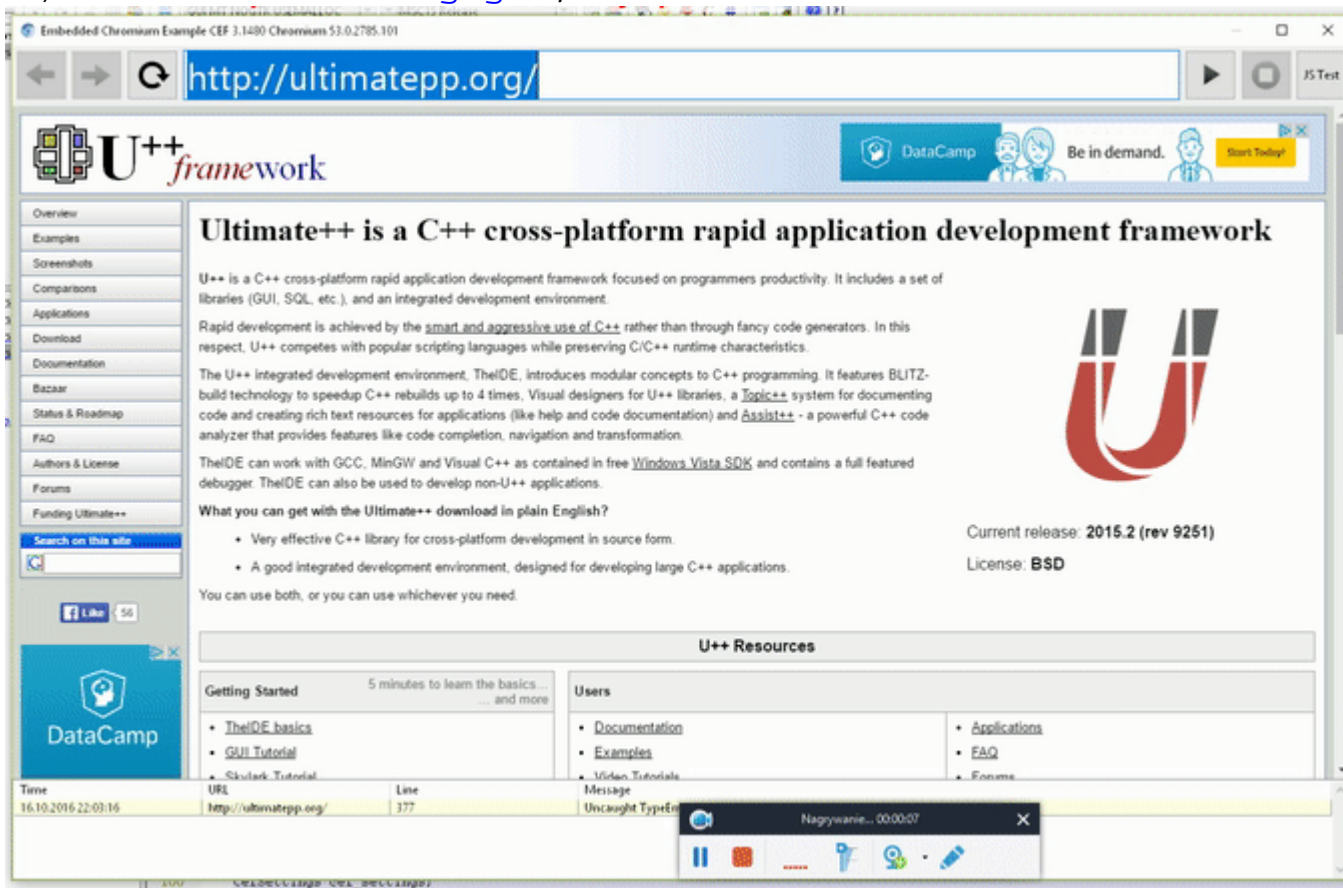 Embedded Chromium Example CEF 3.1480 Chromium 53.0.2785.101
http://ultimatepp.org/
JS Test
U++ framework
DataCamp
Be in demand.
Start Today!
Overview
Examples
Screenshots
Comparisons
Applications
Download
Documentation
Bazaar
Status & Roadmap
FAQ
Authors & License
Forums
Funding Ultimate++
Search on this site
Like 56
DataCamp
Ultimate++ is a C++ cross-platform rapid application development framework
U++ is a C++ cross-platform rapid application development framework focused on programmers productivity. It includes a set of
libraries (GUI, SQL, etc.), and an integrated development environment.
Rapid development is achieved by the smart and aggressive use of C++ rather than through fancy code generators. In this
respect, U++ competes with popular scripting languages while preserving C/C++ runtime characteristics.
The U++ integrated development environment, TheIDE, introduces modular concepts to C++ programming. It features BLITZ-
build technology to speedup C++ rebuilds up to 4 times, Visual designers for U++ libraries, a Topic++ system for documenting
code and creating rich text resources for applications (like help and code documentation) and Assist++ - a powerful C++ code
analyzer that provides features like code completion, navigation and transformation.
TheIDE can work with GCC, MinGW and Visual C++ as contained in free Windows Vista SDK and contains a full featured
debugger. TheIDE can also be used to develop non-U++ applications.
What you can get with the Ultimate++ download in plain English?
• Very effective C++ library for cross-platform development in source form.
• A good integrated development environment, designed for developing large C++ applications.
You can use both, or you can use whichever you need.
Current release: 2015.2 (rev 9251)
License: BSD
U++ Resources
Getting Started
5 minutes to learn the basics...
... and more
• TheIDE basics
• GUI Tutorial
• Skylark Tutorial
Users
• Documentation
• Examples
• Video Tutorials
• Applications
• FAQ
• Forums
Time URL Line Message
16.10.2016 22:03:16 http://ultimatepp.org/ 377 Uncaught TypeEr
Nagrywanie... 00:00:07